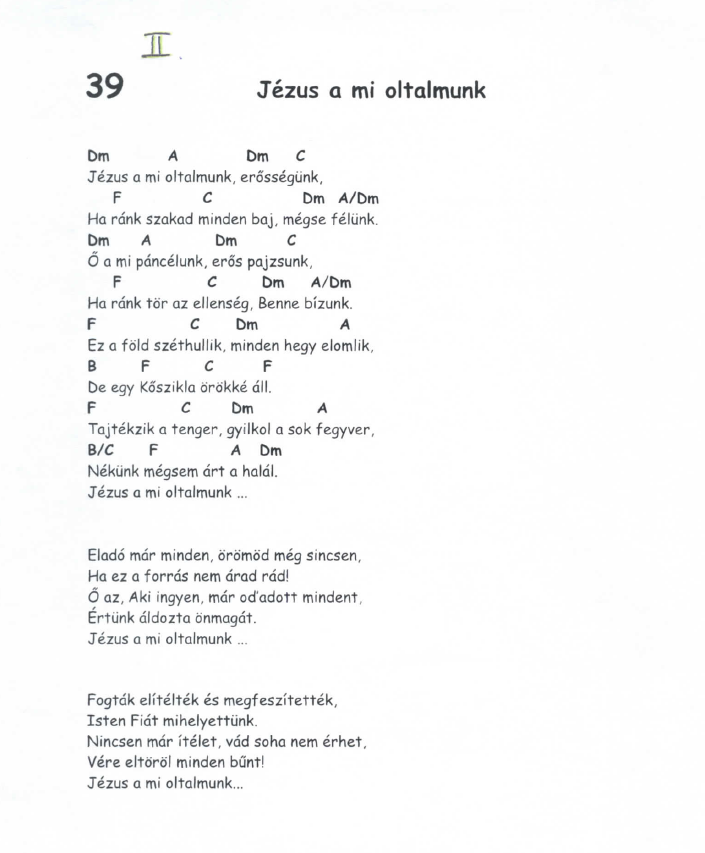 II.
39 Jézus a mi oltalmunk
Dm A Dm C
Jézus a mi oltalmunk, erősségünk,
F C Dm A/Dm
Ha ránk szakad minden baj, mégse félünk.
Dm A Dm C
Ő a mi páncélunk, erős pajzsunk,
F C Dm A/Dm
Ha ránk tör az ellenség, Benne bízunk.
F C Dm A
Ez a föld széthullik, minden hegy elomlik,
B F C F
De egy Kőszikla örökké áll.
F C Dm A
Tajtékzik a tenger, gyilkol a sok fegyver,
B/C F A Dm
Nékünk mégsem árt a halál.
Jézus a mi oltalmunk ...
Eladó már minden, örömöd még sincsen,
Ha ez a forrás nem árad rád!
Ő az, Aki ingyen, már od'adott mindent,
Értünk áldozta önmagát.
Jézus a mi oltalmunk ...
Fogták elítélték és megfeszítették,
Isten Fiát mihelyettünk.
Nincsen már ítélet, vád soha nem érhet,
Vére eltöröl minden bűnt!
Jézus a mi oltalmunk...